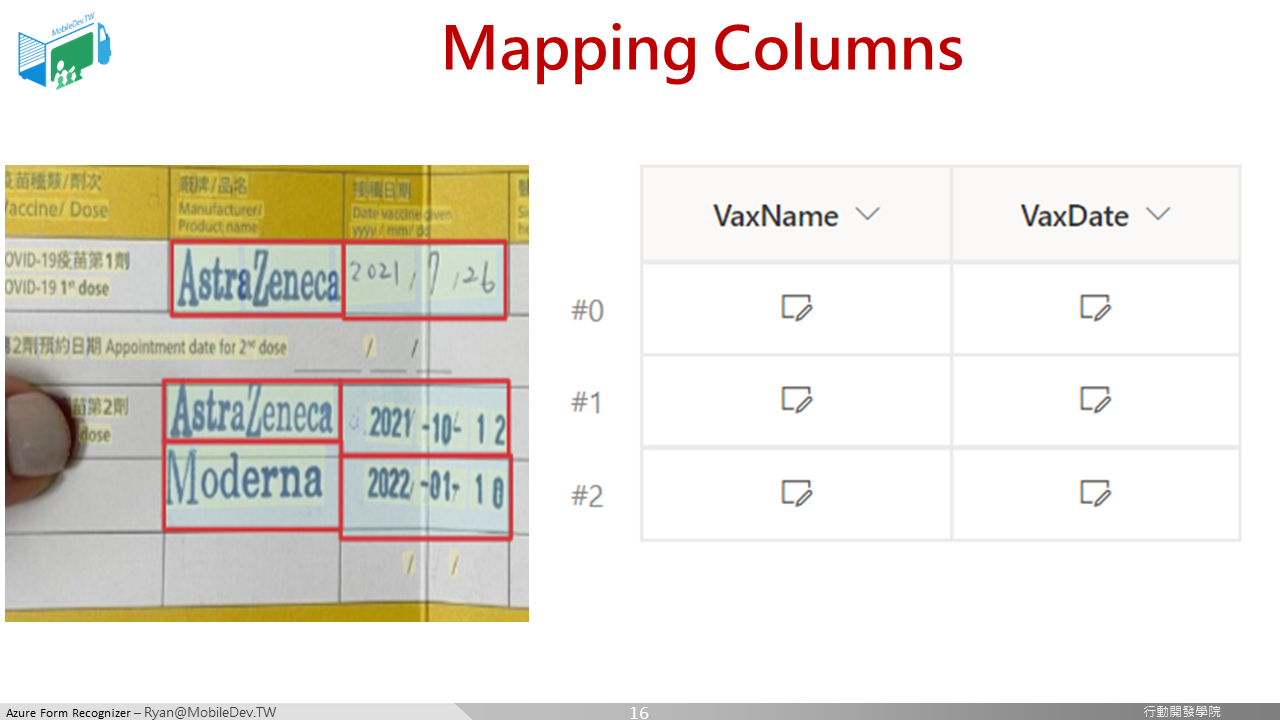 MobileDev.TW
Mapping Columns
疫苗種類/劑次
Vaccine/ Dose
廠牌/品名
Manufacturer/
Product name
接種日期
Date vaccine given
yyyy / mm/ dd
OVID-19疫苗第1劑
OVID-19 1st dose
AstraZeneca
2021 / 7 / 26
第2劑預約日期 Appointment date for 2nd dose / /
苗第2劑
dose
AstraZeneca
2021 -10- 12
Moderna
2022 -01- 18
/ /
VaxName
VaxDate
#0
#1
#2
Azure Form Recognizer – Ryan@MobileDev.TW
16
行動開發學院